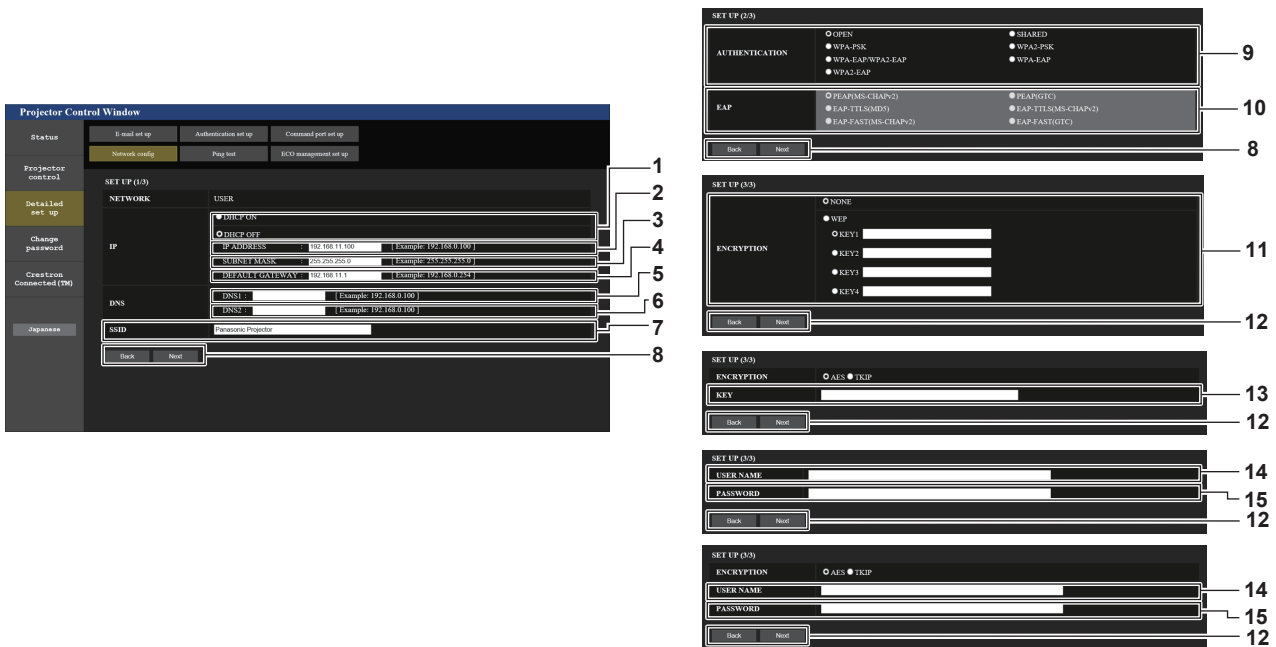 Projector Control Window
Status
E-mail set up Authentication set up Command port set up
Network config Ping test ECO management set up
Projector control
Detailed set up
Change password
Crestron Connected(TM)
Japanese
SET UP (1/3)
NETWORK USER
IP
DHCP ON
DHCP OFF
IP ADDRESS : 192.168.11.100 [ Example: 192.168.0.100 ]
SUBNET MASK : 255.255.255.0 [ Example: 255.255.255.0 ]
DEFAULT GATEWAY : 192.168.11.1 [ Example: 192.168.0.254 ]
DNS
DNS1 : [ Example: 192.168.0.100 ]
DNS2 : [ Example: 192.168.0.100 ]
SSID Panasonic Projector
Back Next
1
2
3
4
5
6
7
8
SET UP (2/3)
AUTHENTICATION
OPEN SHARED
WPA-PSK WPA2-PSK
WPA-EAP/WPA2-EAP WPA-EAP
WPA2-EAP
9
EAP
PEAP(MS-CHAPv2) PEAP(GTC)
EAP-TTLS(MD5) EAP-TTLS(MS-CHAPv2)
EAP-FAST(MS-CHAPv2) EAP-FAST(GTC)
10
Back Next 8
SET UP (3/3)
ENCRYPTION
NONE
WEP
KEY1
KEY2
KEY3
KEY4
11
Back Next 12
SET UP (3/3)
ENCRYPTION AES TKIP
KEY 13
Back Next 12
SET UP (3/3)
USER NAME 14
PASSWORD 15
Back Next 12
SET UP (3/3)
ENCRYPTION AES TKIP
USER NAME 14
PASSWORD 15
Back Next 12